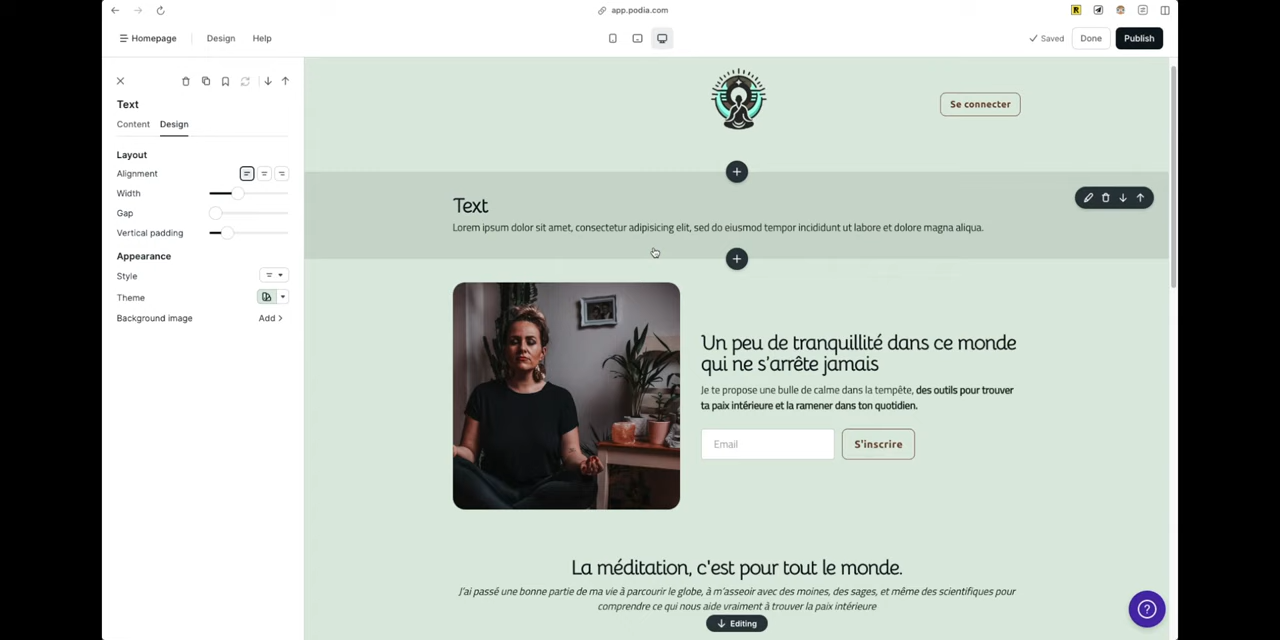 app.podia.com
R
Homepage
Design
Help
Saved
Done
Publish
Text
Content
Design
Layout
Alignment
Width
Gap
Vertical padding
Appearance
Style
Theme
Background image
Add >
Se connecter
Text
Lorem ipsum dolor sit amet, consectetur adipisicing elit, sed do eiusmod tempor incididunt ut labore et dolore magna aliqua.
Un peu de tranquillité dans ce monde
qui ne s'arrête jamais
Je te propose une bulle de calme dans la tempête, des outils pour trouver
ta paix intérieure et la ramener dans ton quotidien.
Email
S'inscrire
La méditation, c'est pour tout le monde.
J'ai passé une bonne partie de ma vie à parcourir le globe, à m'asseoir avec des moines, des sages, et même des scientifiques pour
comprendre ce qui nous aide vraiment à trouver la paix intérieure
Editing